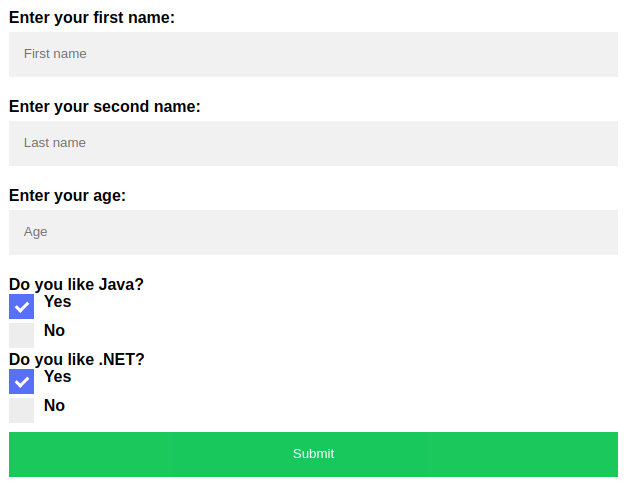 Enter your first name:
First name
Enter your second name:
Last name
Enter your age:
Age
Do you like Java?
Yes
No
Do you like .NET?
Yes
No
Submit